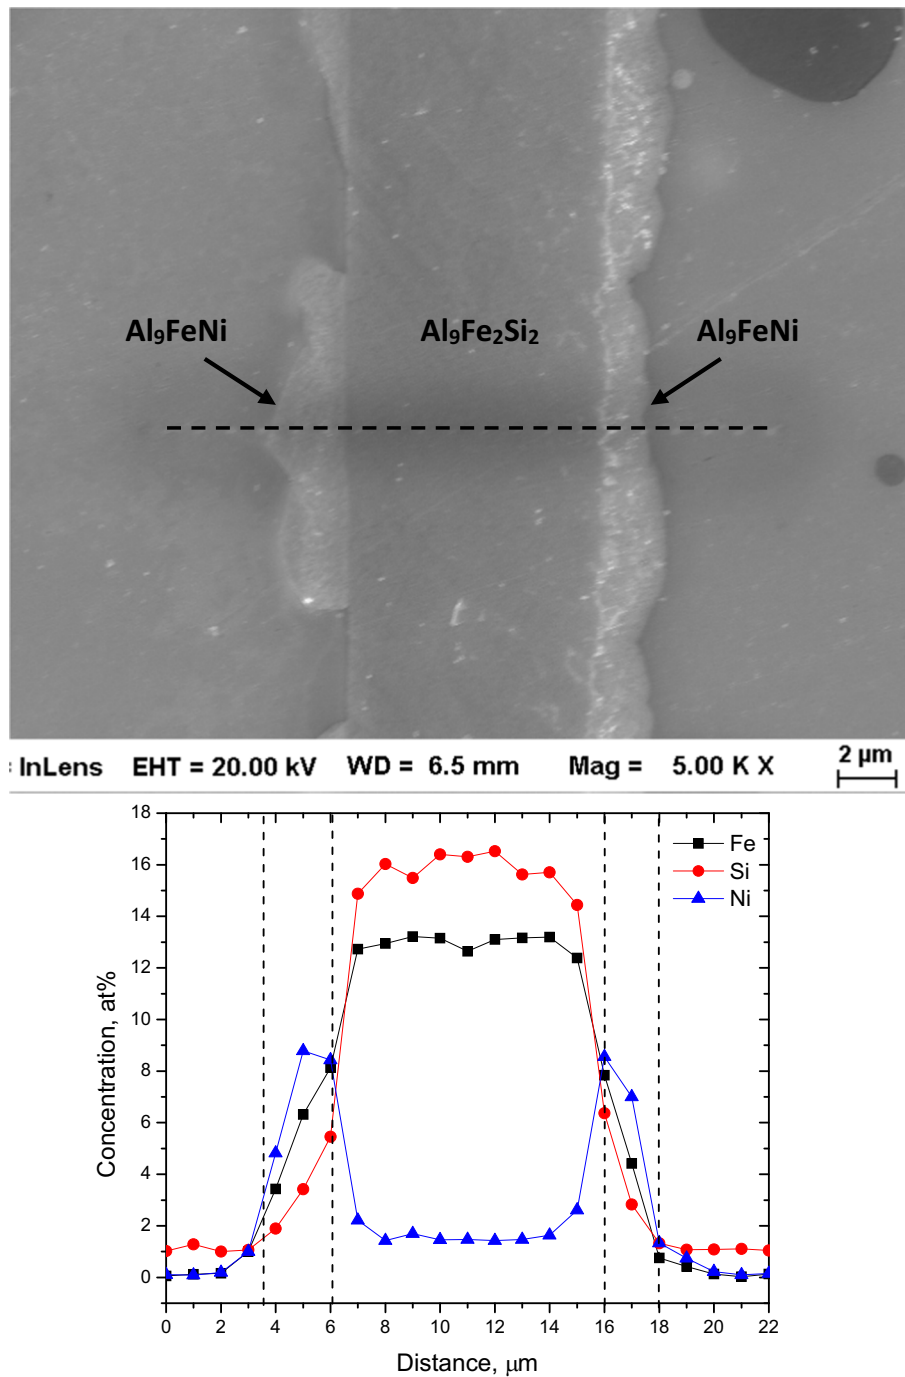 Al₉FeNi Al₉Fe₂Si₂ Al₉FeNi
: InLens EHT = 20.00 kV WD = 6.5 mm Mag = 5.00 K X 2 µm
18
16
14
12
10
8
6
4
2
0
Concentration, at%
Fe
Si
Ni
0 2 4 6 8 10 12 14 16 18 20 22
Distance, µm